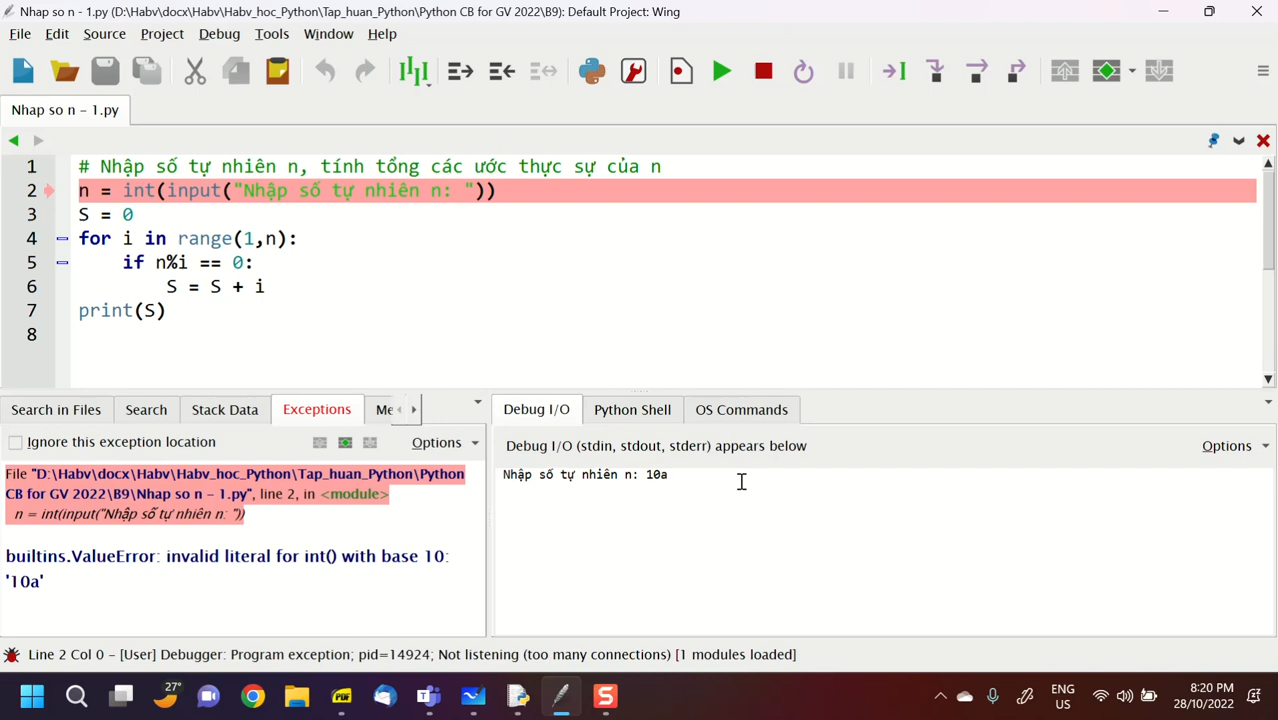 Nhap so n - 1.py (D:\Habv\docx\Habv\Habv_hoc_Python\Tap_huan_Python\Python CB for GV 2022\B9): Default Project: Wing
File Edit Source Project Debug Tools Window Help
Nhap so n - 1.py
1 # Nhập số tự nhiên n, tính tổng các ước thực sự của n
2 n = int(input("Nhập số tự nhiên n: "))
3 S = 0
4 for i in range(1,n):
5 if n%i == 0:
6 S = S + i
7 print(S)
8
Search in Files Search Stack Data Exceptions Me
Ignore this exception location Options
File "D:\Habv\docx\Habv\Habv_hoc_Python\Tap_huan_Python\Python
CB for GV 2022\B9\Nhap so n - 1.py", line 2, in <module>
n = int(input("Nhập số tự nhiên n: "))
builtins.ValueError: invalid literal for int() with base 10:
'10a'
Debug I/O Python Shell OS Commands
Debug I/O (stdin, stdout, stderr) appears below Options
Nhập số tự nhiên n: 10a
Line 2 Col 0 - [User] Debugger: Program exception; pid=14924; Not listening (too many connections) [1 modules loaded]
27°
PDF
S
ENG
US
8:20 PM
28/10/2022